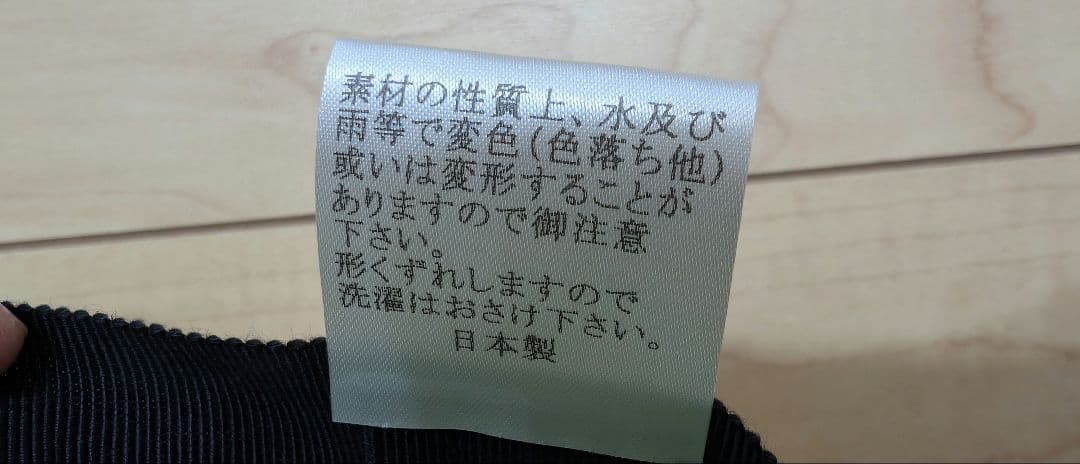 素材の性質上、水及び
雨等で変色(色落ち他)
或いは変形することが
ありますので御注意
下さい。
形くずれしますので
洗濯はおさけ下さい。
日本製